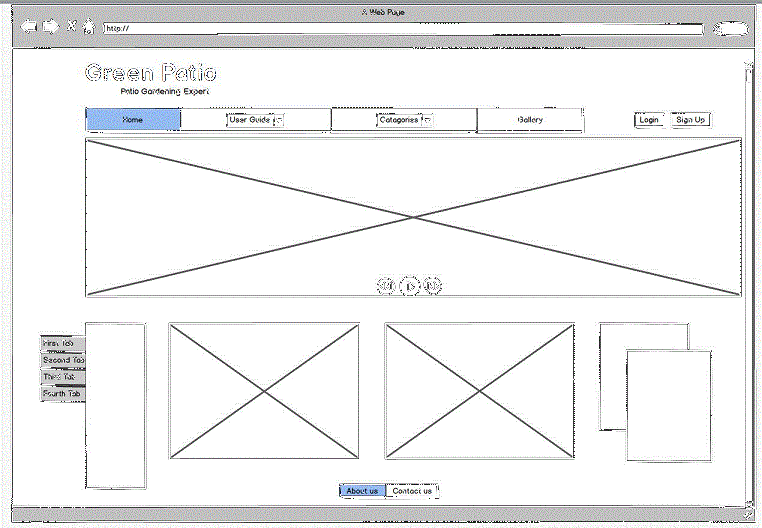 A Web Page
http://
Green Patio
Patio Gardening Expert
Home User Guide Categories Gallery Login Sign Up
First Tab
Second Tab
Third Tab
Fourth Tab
About us Contact us